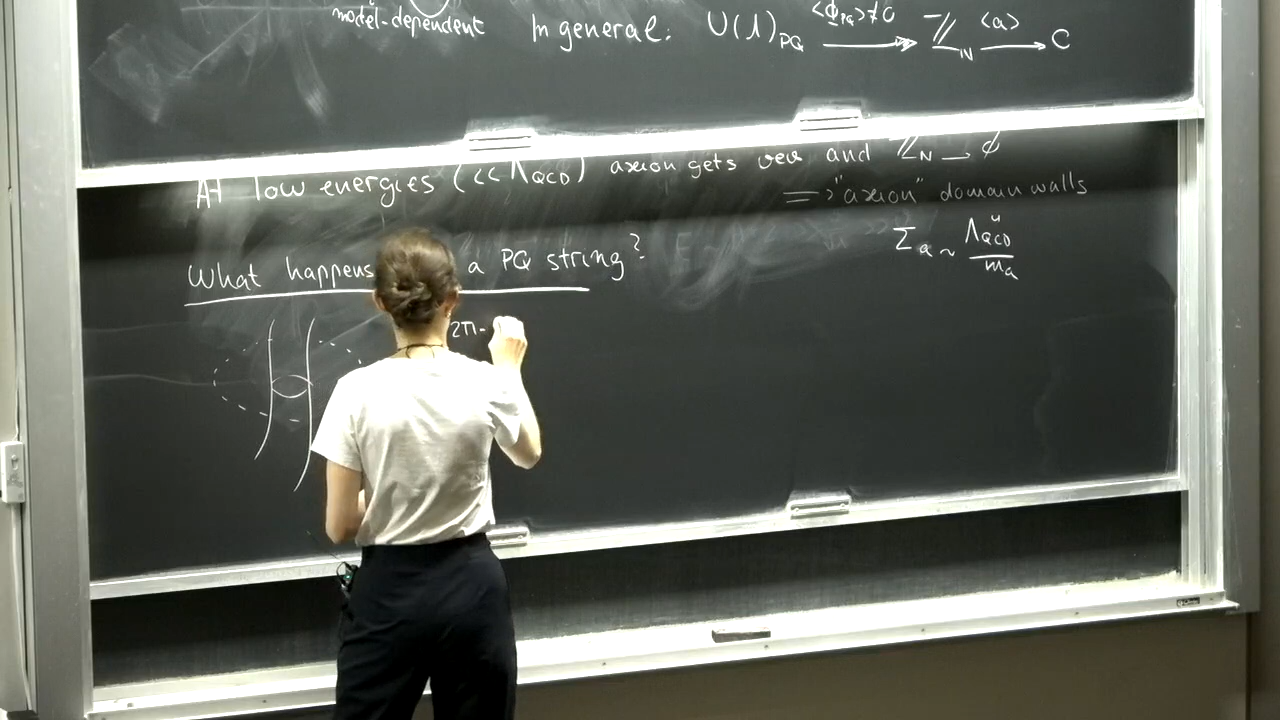 model-dependent In general: U(1)_PQ ⟨Φ_PQ⟩≠0 ⟶ ℤ_N ⟨a⟩ ⟶ C
At low energies (<< Λ_QCD) axion gets vev and ℤ_N → ∅
=> "axion" domain walls
Σ_a ~ Λ_QCD^4 / m_a
What happens a PQ string?
2π-